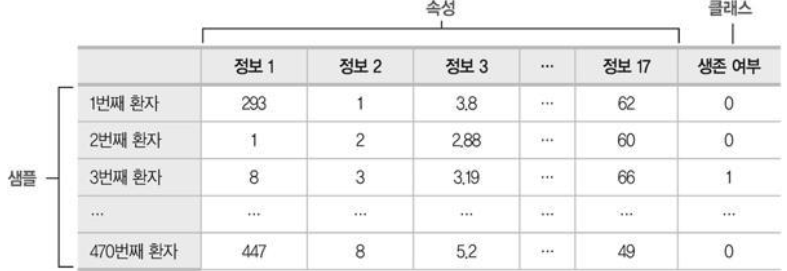 속성 클래스
정보 1 정보 2 정보 3 … 정보 17 생존 여부
샘플
1번째 환자 293 1 3.8 … 62 0
2번째 환자 1 2 2.88 … 60 0
3번째 환자 8 3 3.19 … 66 1
… … … … … … …
470번째 환자 447 8 5.2 … 49 0